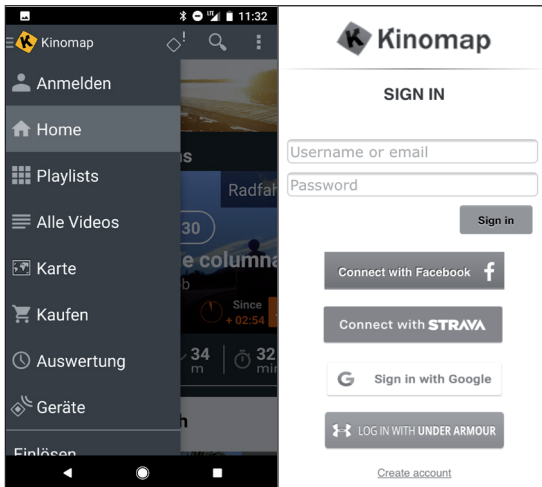 11:32
Kinomap
Anmelden
Home
Playlists
Alle Videos
Karte
Kaufen
Auswertung
Geräte
Einlösen
s
Radfah
30
e columna
b
Since
+ 02:54
34
m
32
min
h
Kinomap
SIGN IN
Username or email
Password
Sign in
Connect with Facebook
Connect with STRAVA
Sign in with Google
LOG IN WITH UNDER ARMOUR
Create account